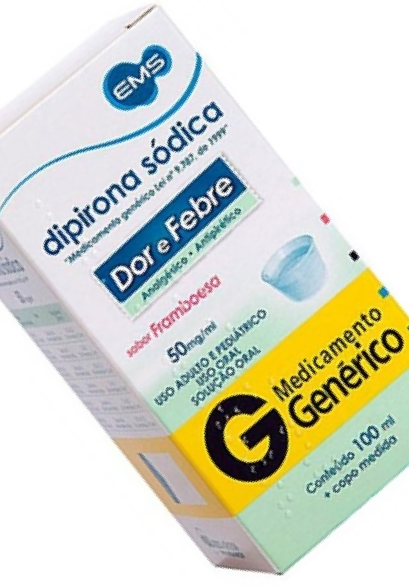 EMS
dipirona sódica
"Medicamento genérico Lei nº 9.787, de 1999"
Dor e Febre
Analgésico • Antipirético
sabor Framboesa
50mg/ml
USO ADULTO E PEDIÁTRICO
USO ORAL
SOLUÇÃO ORAL
G Medicamento
Genérico
Conteúdo 100 ml
+ copo medida